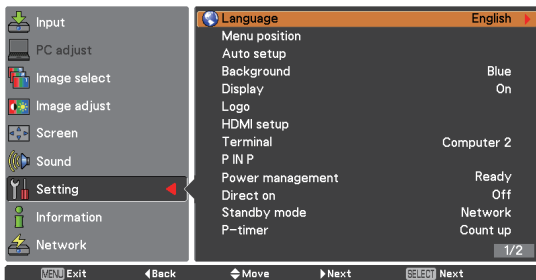 Input
PC adjust
Image select
Image adjust
Screen
Sound
Setting
Information
Network
Language English
Menu position
Auto setup
Background Blue
Display On
Logo
HDMI setup
Terminal Computer 2
P IN P
Power management Ready
Direct on Off
Standby mode Network
P-timer Count up
1/2
MENU Exit Back Move Next SELECT Next